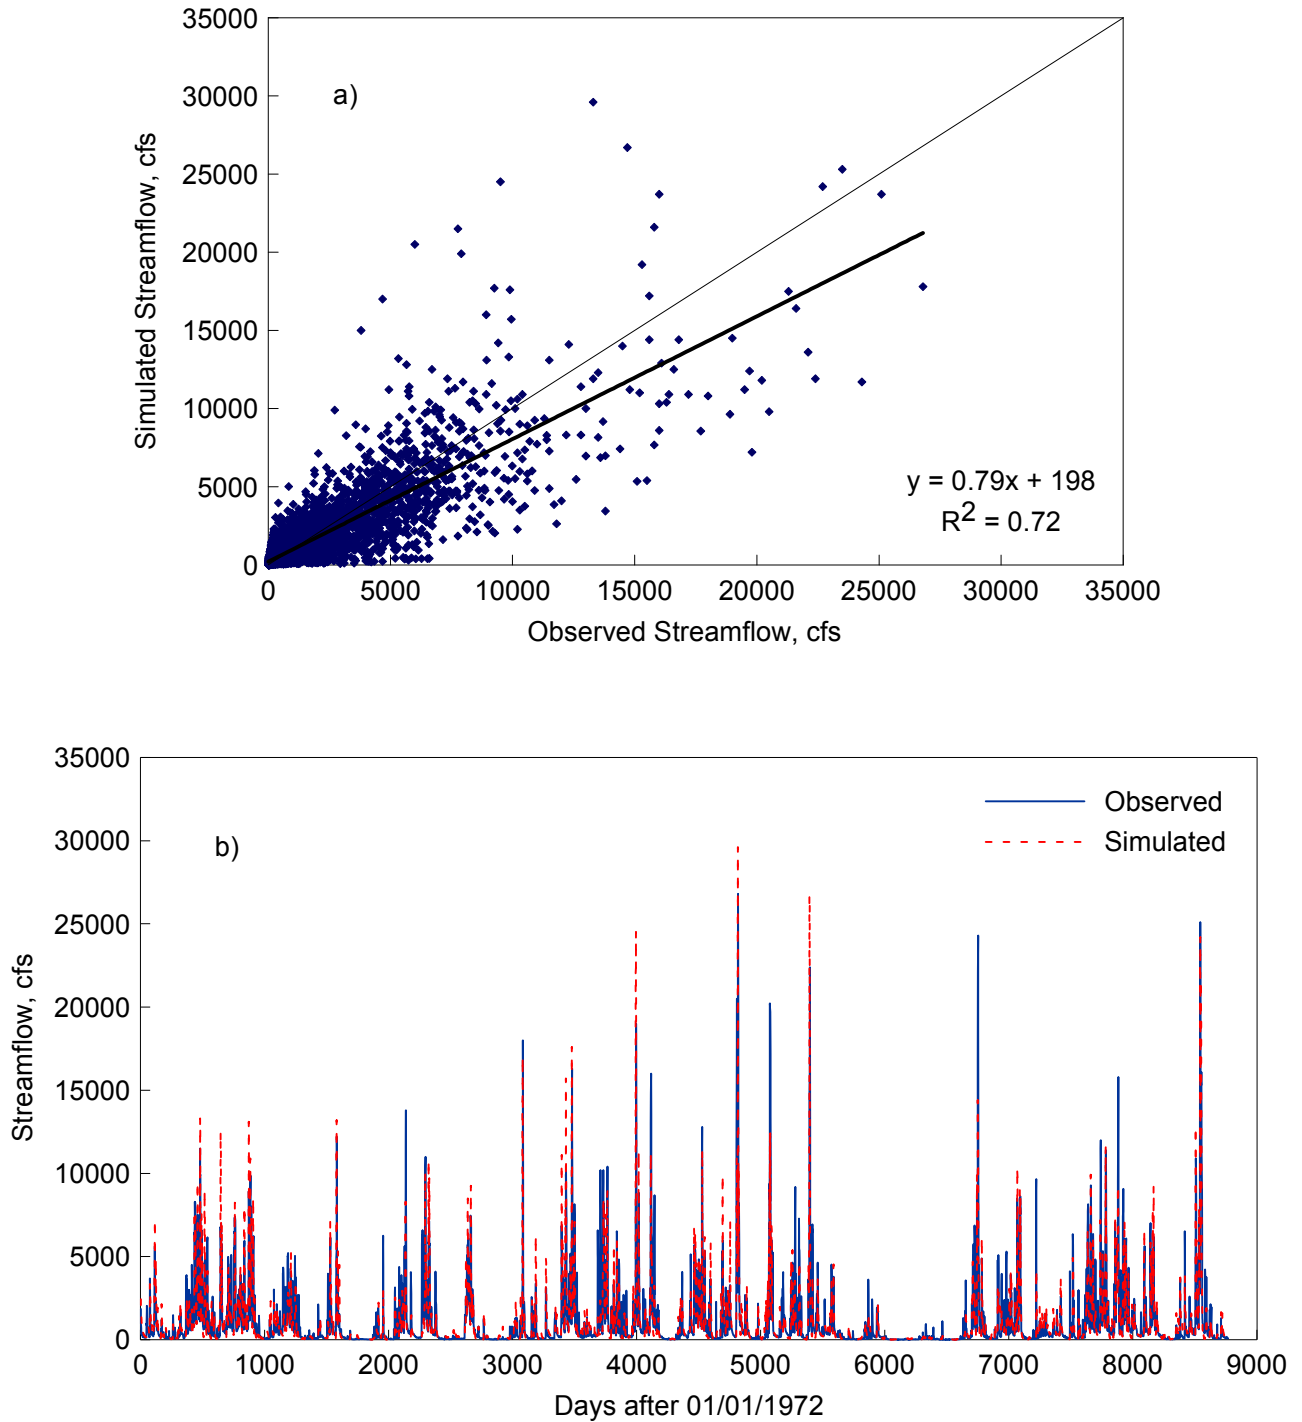 35000
30000
25000
20000
15000
10000
5000
0
a)
Simulated Streamflow, cfs
y = 0.79x + 198
R2 = 0.72
0 5000 10000 15000 20000 25000 30000 35000
Observed Streamflow, cfs
35000
30000
25000
20000
15000
10000
5000
0
b)
Observed
Simulated
Streamflow, cfs
0 1000 2000 3000 4000 5000 6000 7000 8000 9000
Days after 01/01/1972